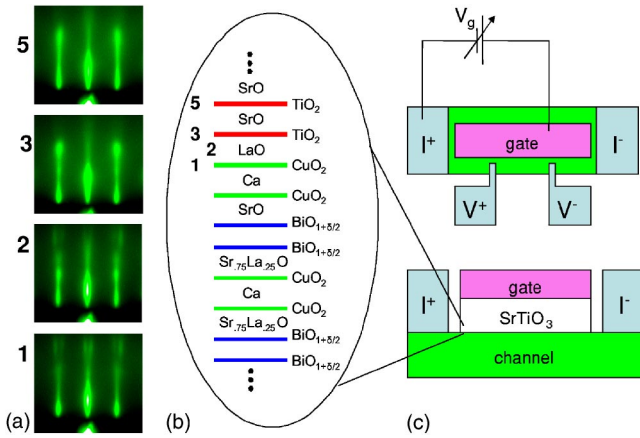 5
3
2
1
(a)
SrO
5 TiO₂
SrO
3 TiO₂
2 LaO
1 CuO₂
Ca
CuO₂
SrO
BiO₁₊δ/₂
BiO₁₊δ/₂
Sr.₇₅La.₂₅O
CuO₂
Ca
CuO₂
Sr.₇₅La.₂₅O
BiO₁₊δ/₂
BiO₁₊δ/₂
(b)
Vg
I⁺ gate I⁻
V⁺ V⁻
I⁺ gate I⁻
SrTiO₃
channel
(c)